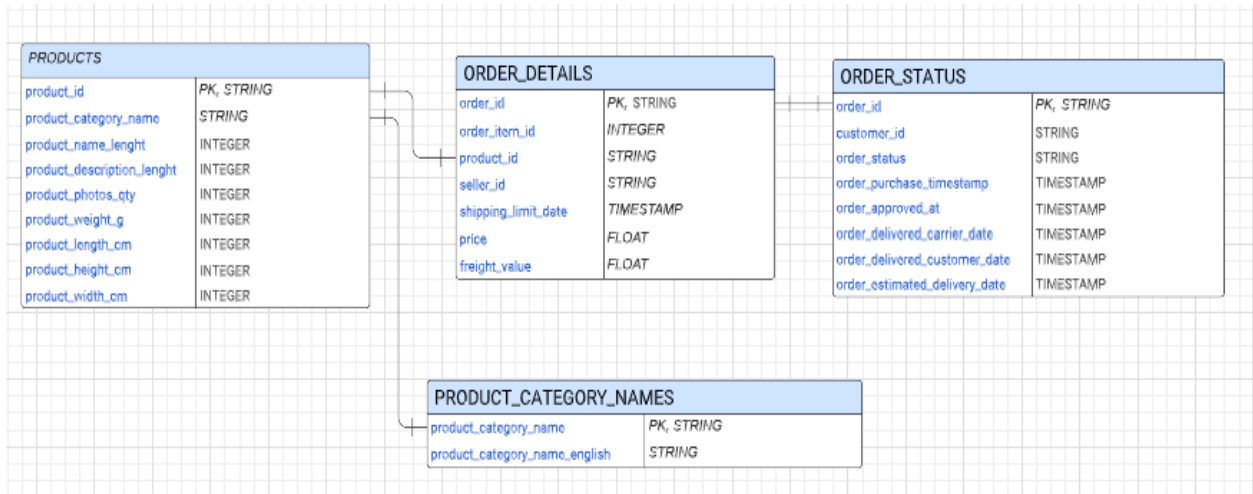 PRODUCTS
product_id PK, STRING
product_category_name STRING
product_name_lenght INTEGER
product_description_lenght INTEGER
product_photos_qty INTEGER
product_weight_g INTEGER
product_length_cm INTEGER
product_height_cm INTEGER
product_width_cm INTEGER
ORDER_DETAILS
order_id PK, STRING
order_item_id INTEGER
product_id STRING
seller_id STRING
shipping_limit_date TIMESTAMP
price FLOAT
freight_value FLOAT
ORDER_STATUS
order_id PK, STRING
customer_id STRING
order_status STRING
order_purchase_timestamp TIMESTAMP
order_approved_at TIMESTAMP
order_delivered_carrier_date TIMESTAMP
order_delivered_customer_date TIMESTAMP
order_estimated_delivery_date TIMESTAMP
PRODUCT_CATEGORY_NAMES
product_category_name PK, STRING
product_category_name_english STRING